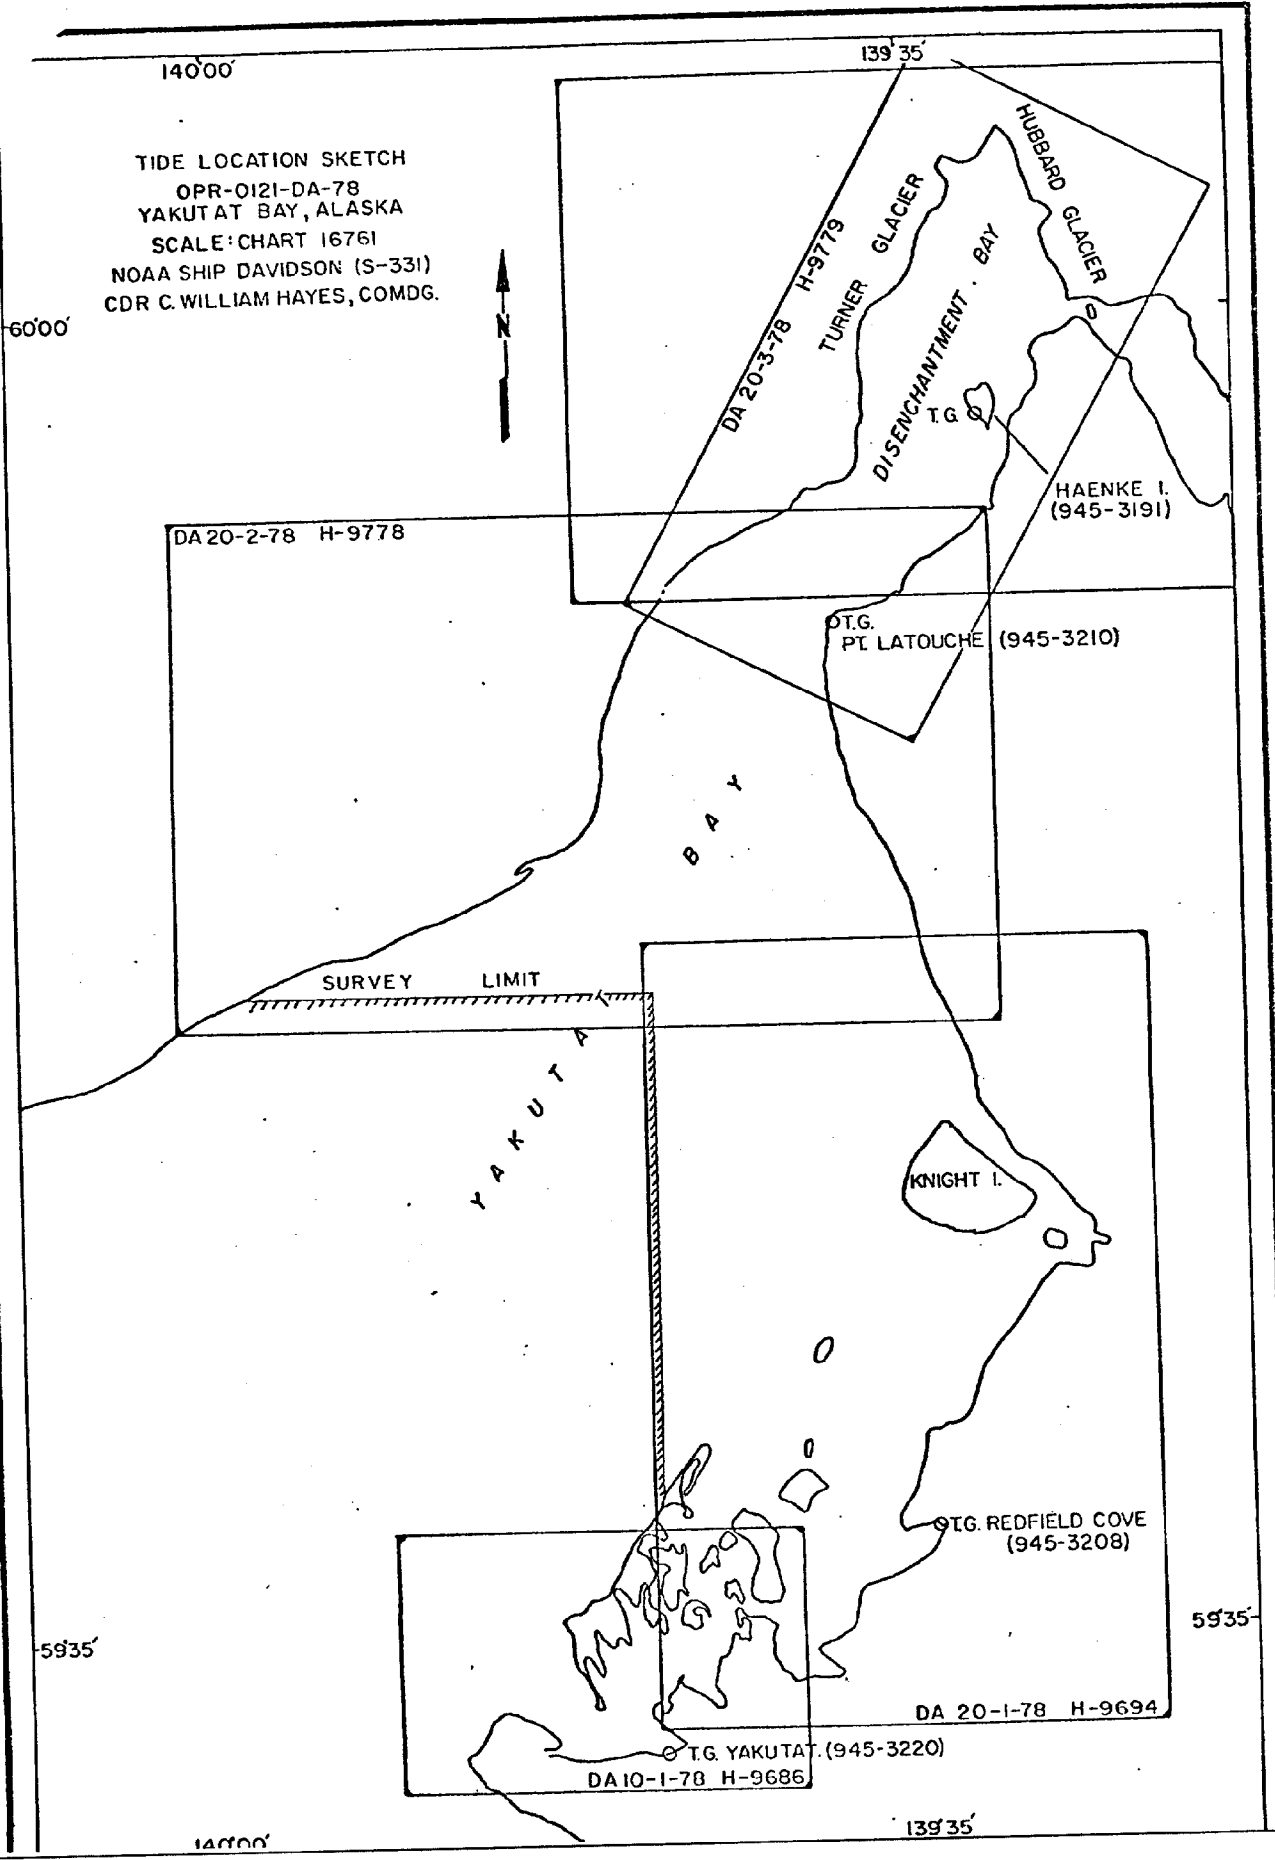 140°00'
139°35'
TIDE LOCATION SKETCH
OPR-O121-DA-78
YAKUTAT BAY, ALASKA
SCALE: CHART 16761
NOAA SHIP DAVIDSON (S-331)
CDR C. WILLIAM HAYES, COMDG.
N
60°00'
HUBBARD GLACIER
TURNER GLACIER
DA 20-3-78 H-9779
DISENCHANTMENT BAY
T.G.
HAENKE I.
(945-3191)
DA 20-2-78 H-9778
T.G.
PT. LATOUCHE (945-3210)
YAKUTAT BAY
SURVEY LIMIT
KNIGHT I.
T.G. REDFIELD COVE
(945-3208)
59°35'
59°35'
DA 20-1-78 H-9694
T.G. YAKUTAT. (945-3220)
DA 10-1-78 H-9686
140°00'
139°35'